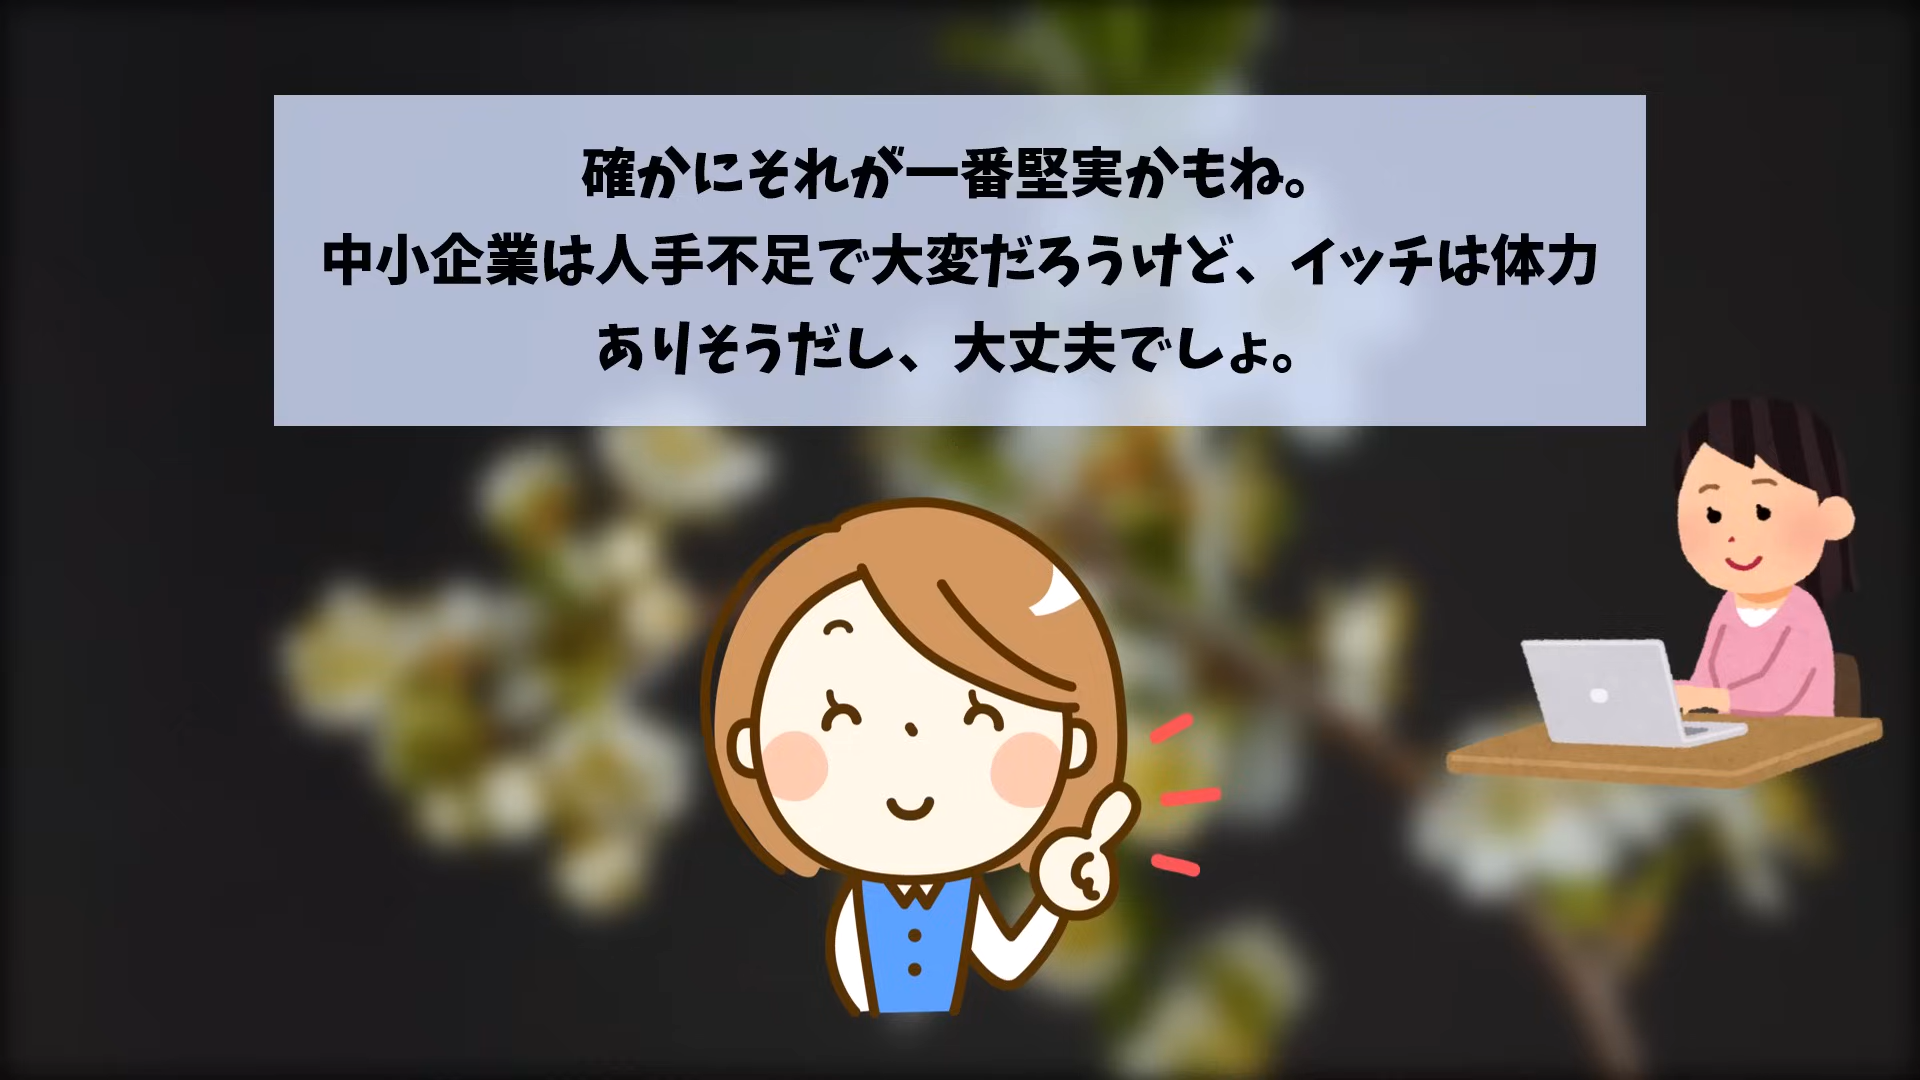 確かにそれが一番堅実かもね。
中小企業は人手不足で大変だろうけど、イッチは体力
ありそうだし、大丈夫でしょ。